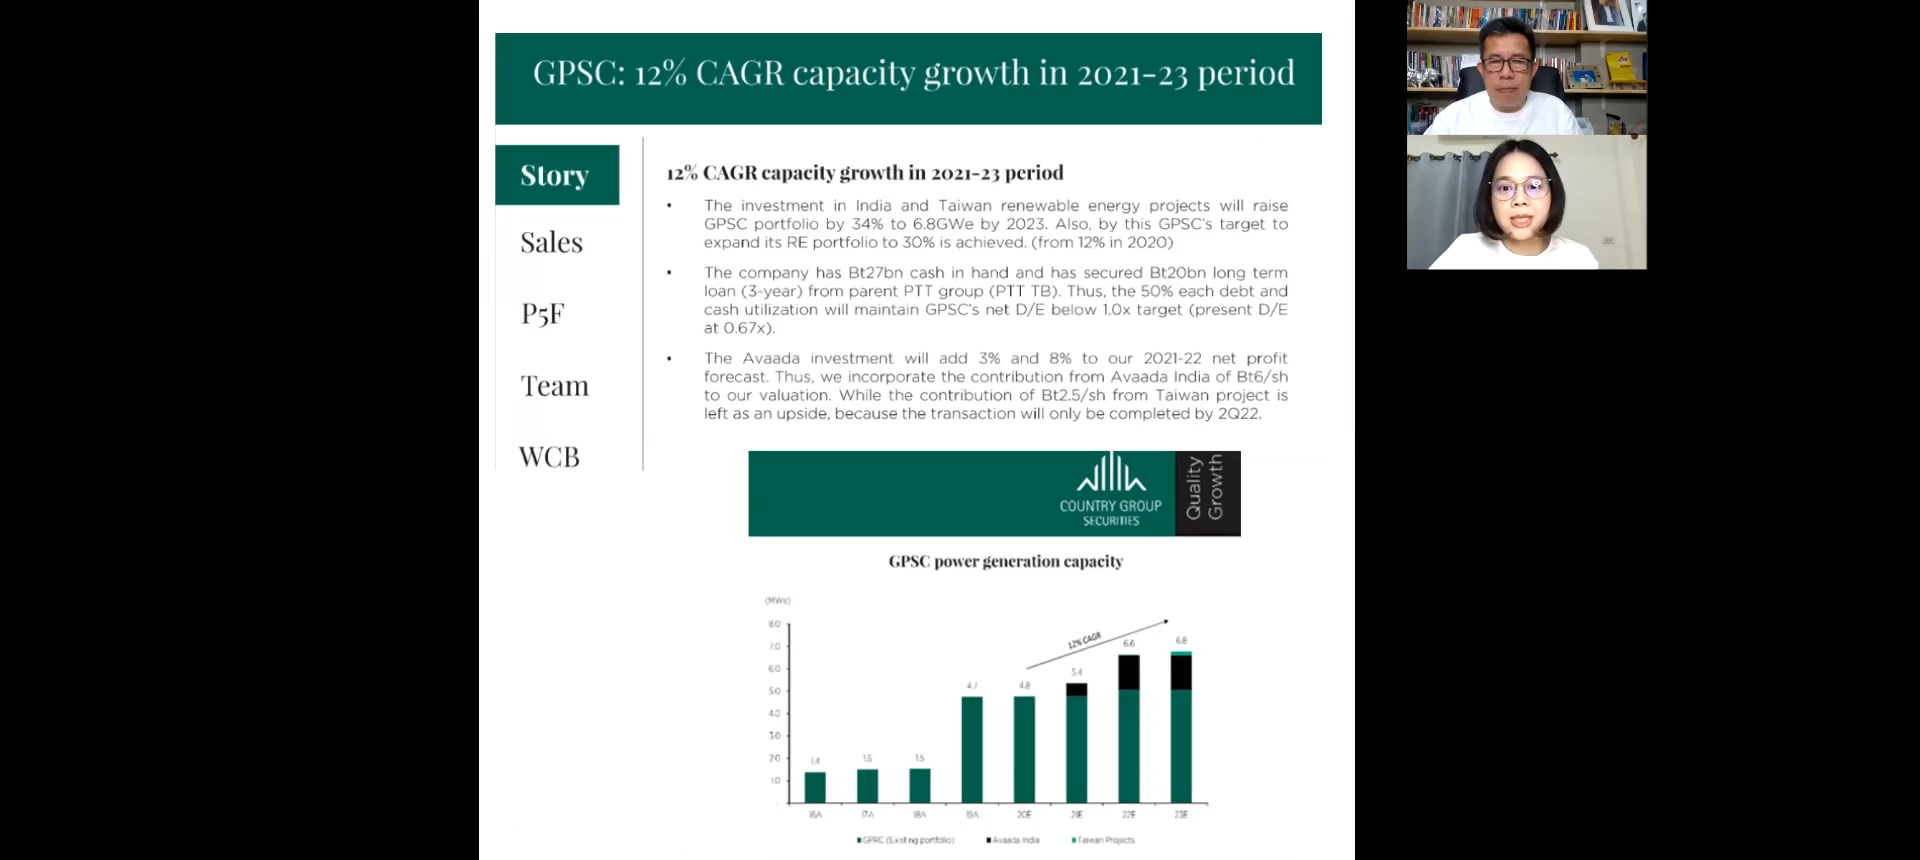 GPSC: 12% CAGR capacity growth in 2021-23 period
Story
Sales
P5F
Team
WCB
12% CAGR capacity growth in 2021-23 period
• The investment in India and Taiwan renewable energy projects will raise
GPSC portfolio by 34% to 6.8GWe by 2023. Also, by this GPSC's target to
expand its RE portfolio to 30% is achieved. (from 12% in 2020)
• The company has Bt27bn cash in hand and has secured Bt20bn long term
loan (3-year) from parent PTT group (PTT TB). Thus, the 50% each debt and
cash utilization will maintain GPSC's net D/E below 1.0x target (present D/E
at 0.67x).
• The Avaada investment will add 3% and 8% to our 2021-22 net profit
forecast. Thus, we incorporate the contribution from Avaada India of Bt6/sh
to our valuation. While the contribution of Bt2.5/sh from Taiwan project is
left as an upside, because the transaction will only be completed by 2Q22.
COUNTRY GROUP
SECURITIES
Quality
Growth
GPSC power generation capacity
(MWe)
8.0
7.0
6.0
5.0
4.0
3.0
2.0
1.0
-
1.4
1.5
1.5
4.7
4.8
5.4
6.6
6.8
12% CAGR
16A
17A
18A
19A
20E
21E
22E
23E
GPRC (Existing portfolio)
Avaada India
Taiwan Projects